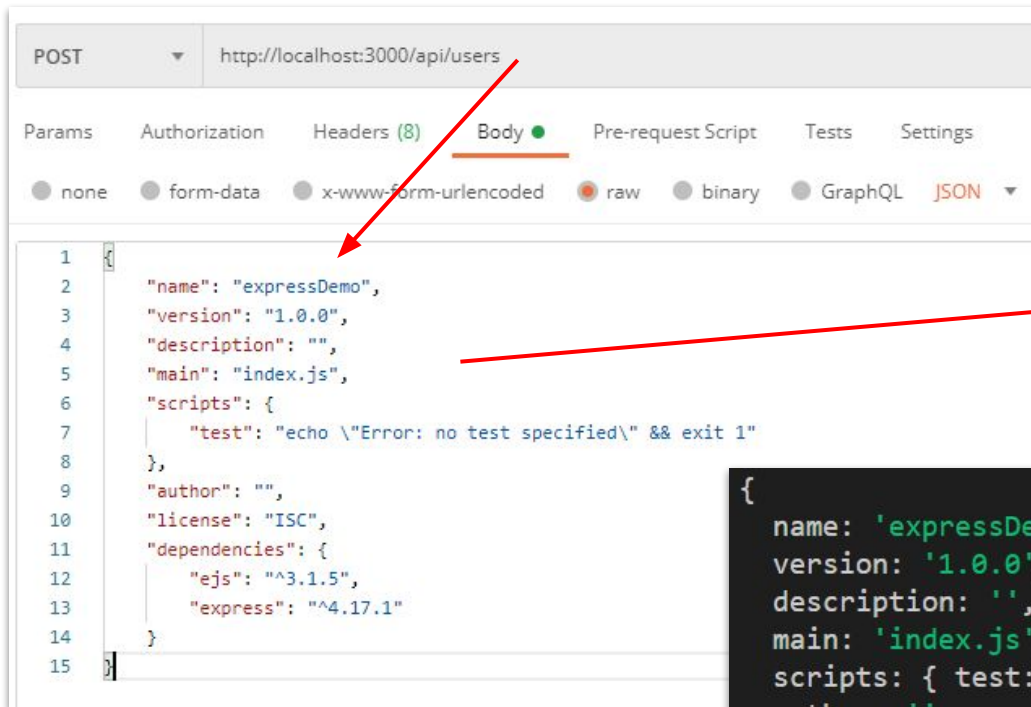 POST http://localhost:3000/api/users
Params Authorization Headers (8) Body Pre-request Script Tests Settings
none form-data x-www-form-urlencoded raw binary GraphQL JSON
1 {
2 "name": "expressDemo",
3 "version": "1.0.0",
4 "description": "",
5 "main": "index.js",
6 "scripts": {
7 "test": "echo \"Error: no test specified\" && exit 1"
8 },
9 "author": "",
10 "license": "ISC",
11 "dependencies": {
12 "ejs": "^3.1.5",
13 "express": "^4.17.1"
14 }
15 }
{
name: 'expressDe
version: '1.0.0'
description: '',
main: 'index.js'
scripts: { test: